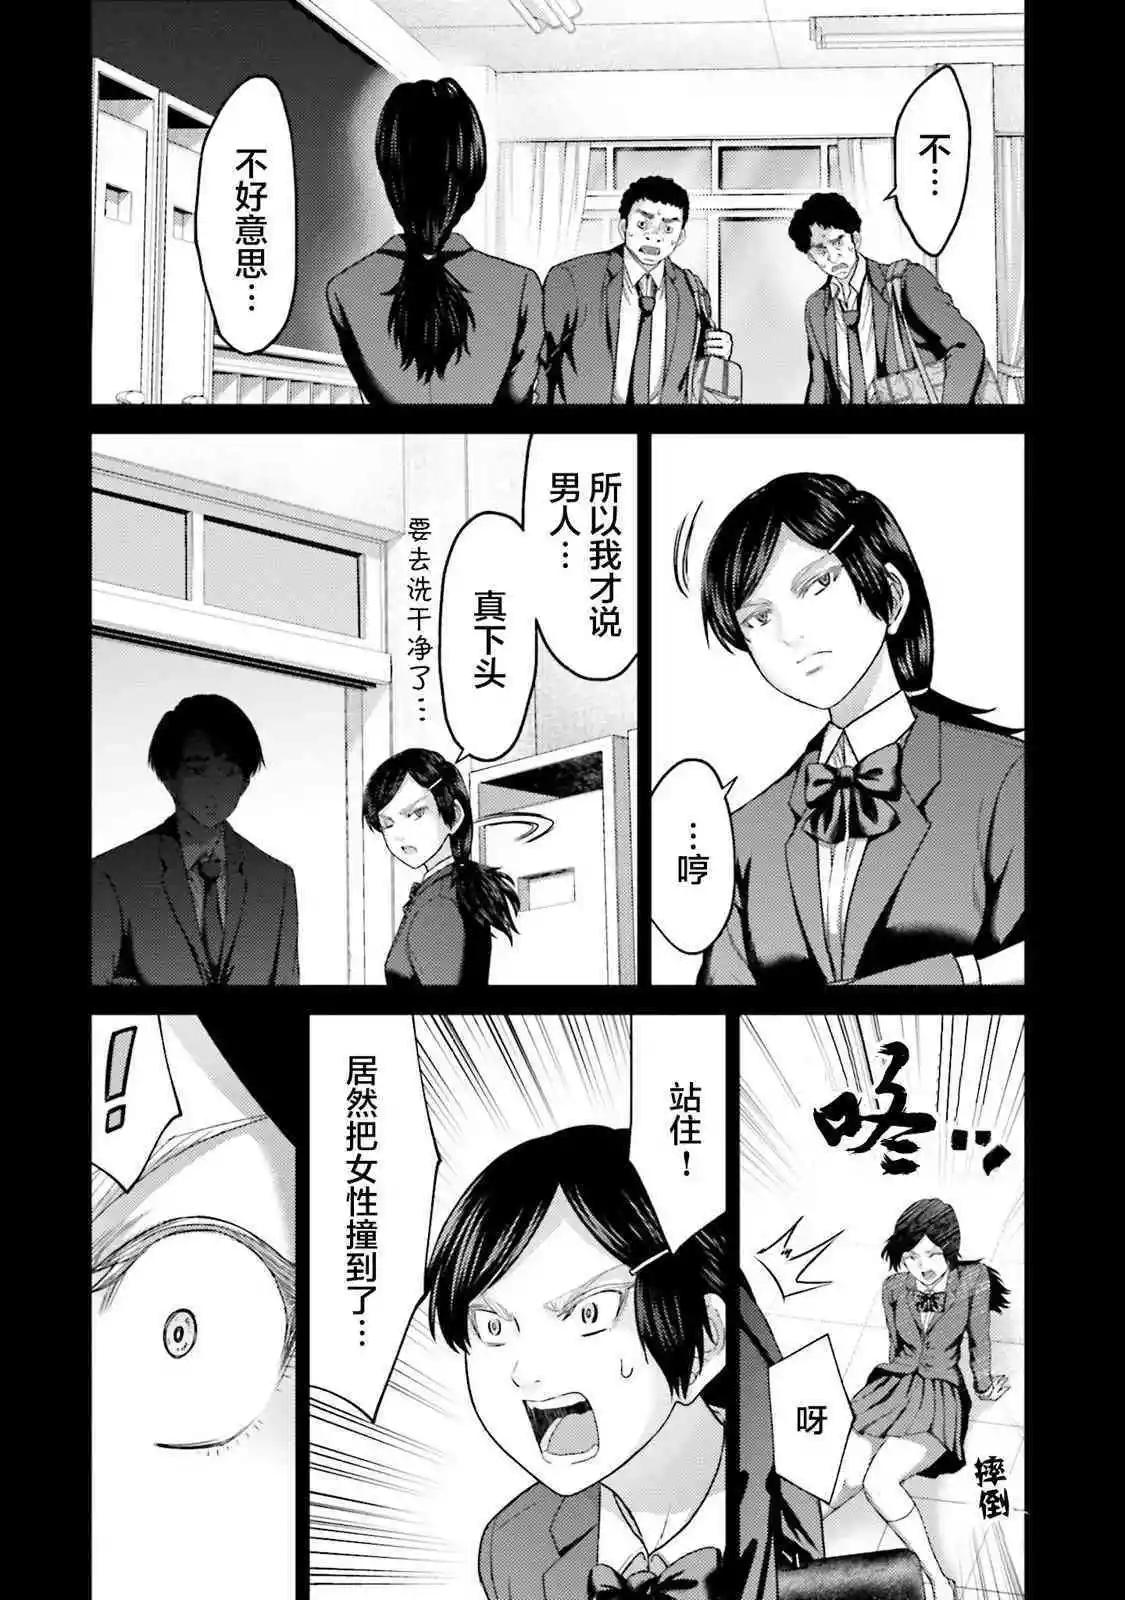 不…
不好意思…
…哼
所以我才说
男人…
真下头
要去洗干净了…
咚
呀
摔倒
站住！
居然把女性撞到了…
！